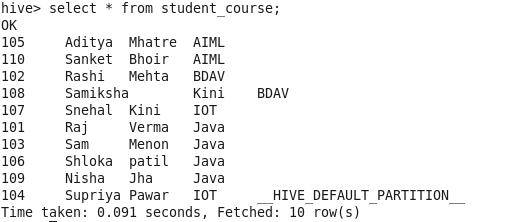 hive> select * from student_course;
OK
105	Aditya	Mhatre	AIML
110	Sanket	Bhoir	AIML
102	Rashi	Mehta	BDAV
108	Samiksha	Kini	BDAV
107	Snehal	Kini	IOT
101	Raj	Verma	Java
103	Sam	Menon	Java
106	Shloka	patil	Java
109	Nisha	Jha	Java
104	Supriya	Pawar	IOT	__HIVE_DEFAULT_PARTITION__
Time taken: 0.091 seconds, Fetched: 10 row(s)